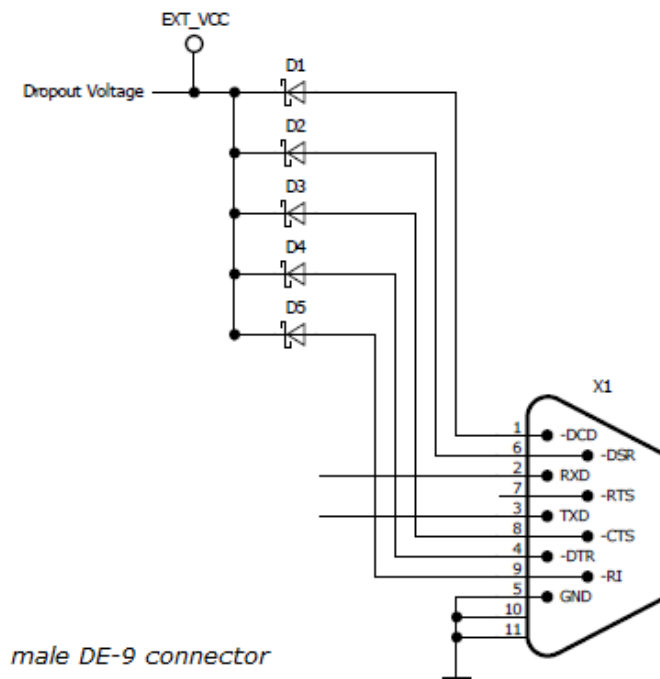 EXT_VCC
Dropout Voltage
D1
D2
D3
D4
D5
X1
1 -DCD
6 -DSR
2 RXD
7 -RTS
3 TXD
8 -CTS
4 -DTR
9 -RI
5 GND
10
11
male DE-9 connector